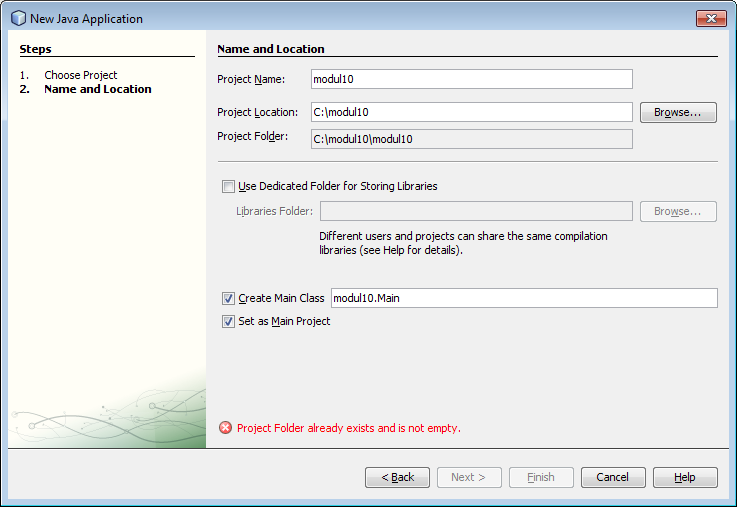 New Java Application
Steps
1. Choose Project
2. Name and Location
Name and Location
Project Name: modul10
Project Location: C:\modul10 Browse...
Project Folder: C:\modul10\modul10
Use Dedicated Folder for Storing Libraries
Libraries Folder: Browse...
Different users and projects can share the same compilation
libraries (see Help for details).
Create Main Class modul10.Main
Set as Main Project
Project Folder already exists and is not empty.
< Back Next > Finish Cancel Help